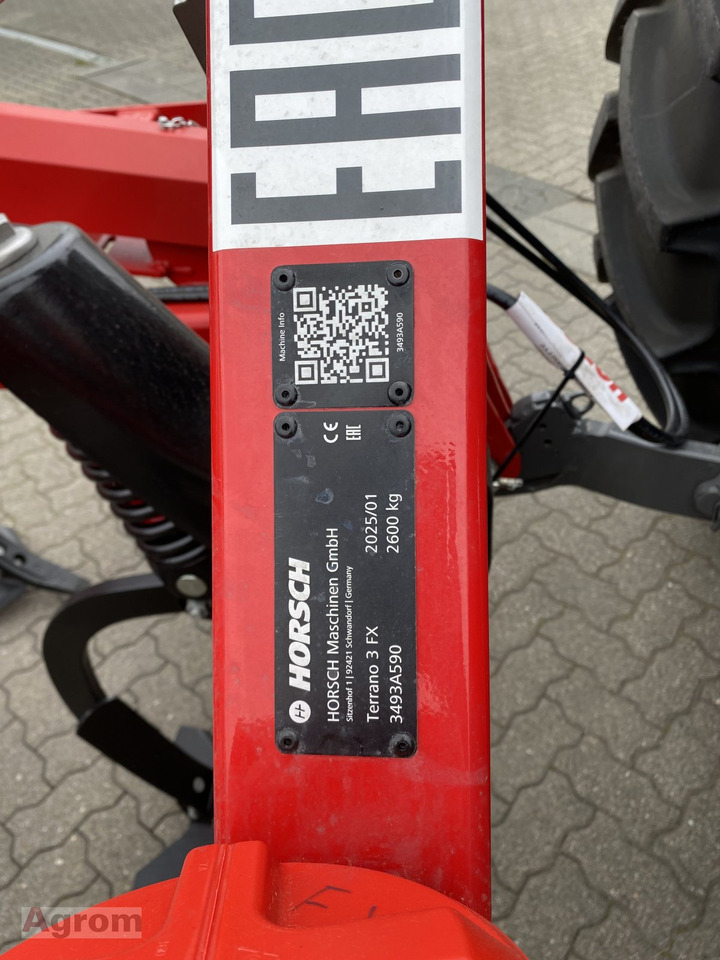 Machine Info
3493A590
CE EAC
HORSCH
HORSCH Maschinen GmbH
Sitzenhof 1 | 92421 Schwandorf | Germany
Terrano 3 FX 2025/01
3493A590 2600 kg
Agrom